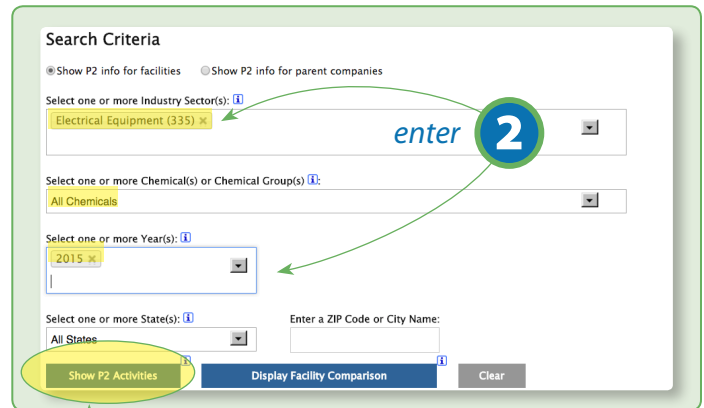 Search Criteria
Show P2 info for facilities Show P2 info for parent companies
Select one or more Industry Sector(s): i
Electrical Equipment (335) ×
enter 2
Select one or more Chemical(s) or Chemical Group(s) i:
All Chemicals
Select one or more Year(s): i
2015 ×
Select one or more State(s): i Enter a ZIP Code or City Name:
All States
i i
Show P2 Activities Display Facility Comparison Clear